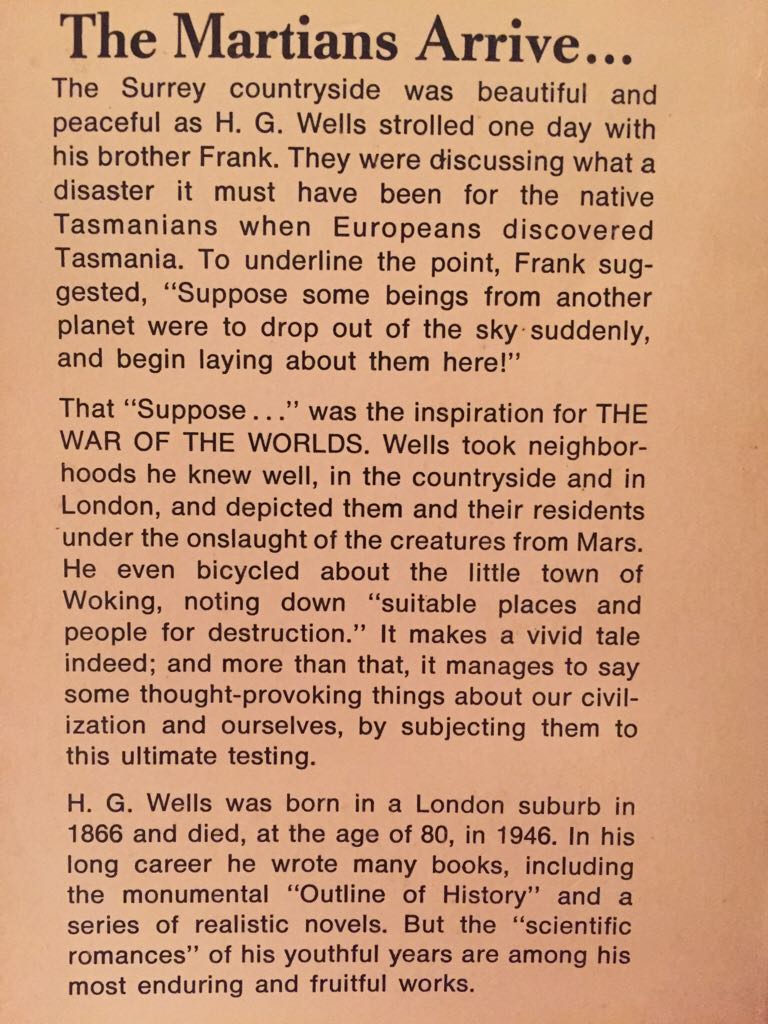 The Martians Arrive...
The Surrey countryside was beautiful and
peaceful as H. G. Wells strolled one day with
his brother Frank. They were discussing what a
disaster it must have been for the native
Tasmanians when Europeans discovered
Tasmania. To underline the point, Frank sug-
gested, “Suppose some beings from another
planet were to drop out of the sky suddenly,
and begin laying about them here!”
That “Suppose...” was the inspiration for THE
WAR OF THE WORLDS. Wells took neighbor-
hoods he knew well, in the countryside and in
London, and depicted them and their residents
under the onslaught of the creatures from Mars.
He even bicycled about the little town of
Woking, noting down “suitable places and
people for destruction.” It makes a vivid tale
indeed; and more than that, it manages to say
some thought-provoking things about our civil-
ization and ourselves, by subjecting them to
this ultimate testing.
H. G. Wells was born in a London suburb in
1866 and died, at the age of 80, in 1946. In his
long career he wrote many books, including
the monumental “Outline of History” and a
series of realistic novels. But the “scientific
romances” of his youthful years are among his
most enduring and fruitful works.